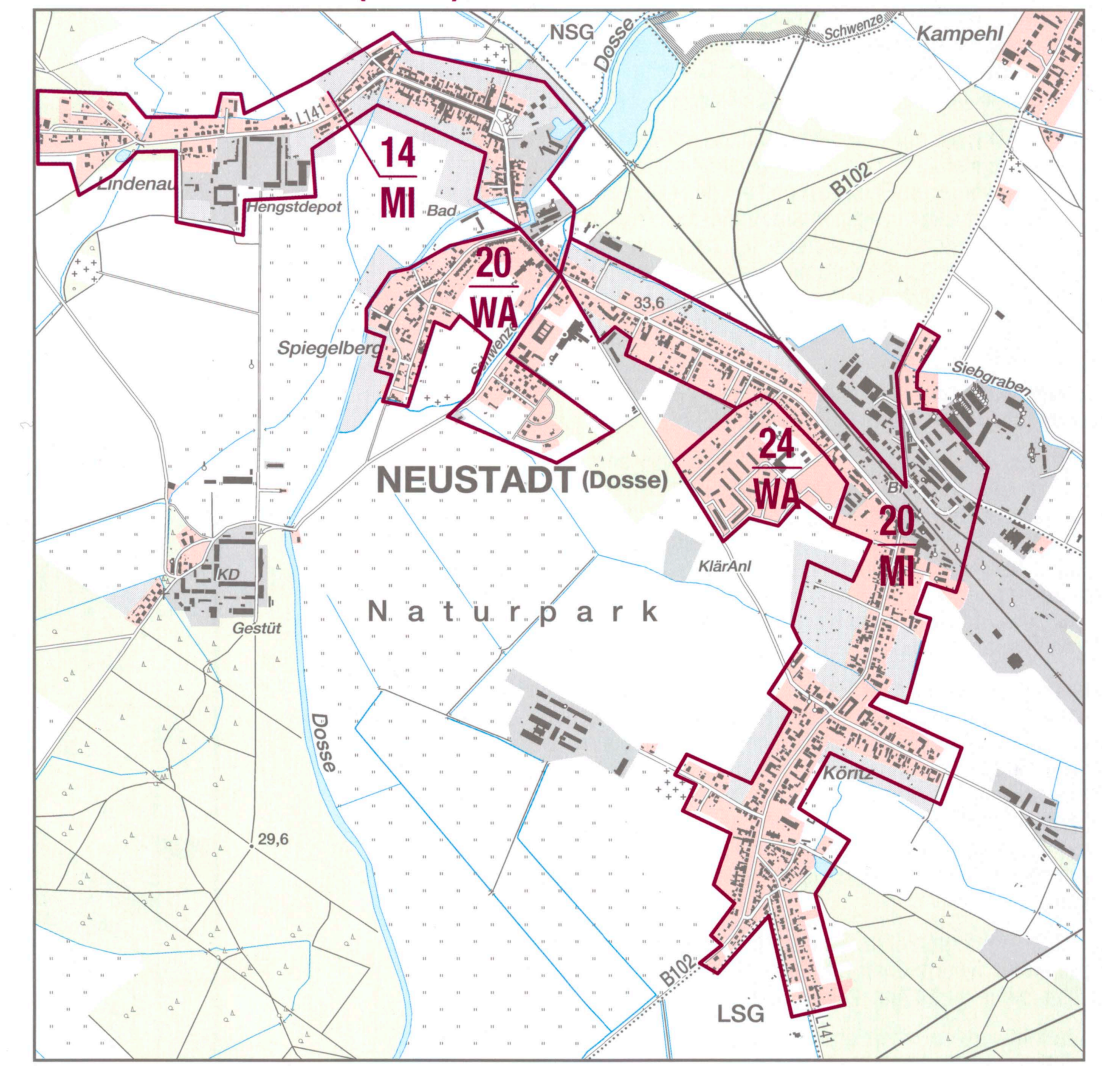 NSG
Dosse
Schwenze
Kampehl
L141
14
MI
B102
Lindenau
Hengstdepot
Bad
20
WA
33,6
Spiegelberg
Schwenze
Siebgraben
24
WA
NEUSTADT (Dosse)
Bf
20
MI
KlärAnl
KD
Naturpark
Gestüt
Dosse
Köritz
29,6
B102
LSG
L141